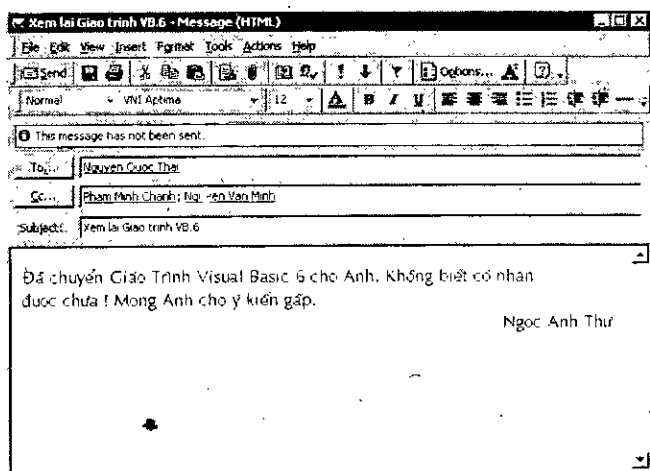 Xem lai Giao trinh VB.6 - Message (HTML)
File Edit View Insert Format Tools Actions Help
Send Options...
Normal VNI Aptima 12 A B I U
This message has not been sent.
To... Nguyen Quoc Thai
Cc... Pham Minh Chanh; Nguyen Van Minh
Subject: Xem lai Giao trinh VB.6
Đã chuyển Giáo Trình Visual Basic 6 cho Anh. Không biết có nhận
được chưa ! Mong Anh cho ý kiến gấp.
Ngọc Anh Thư